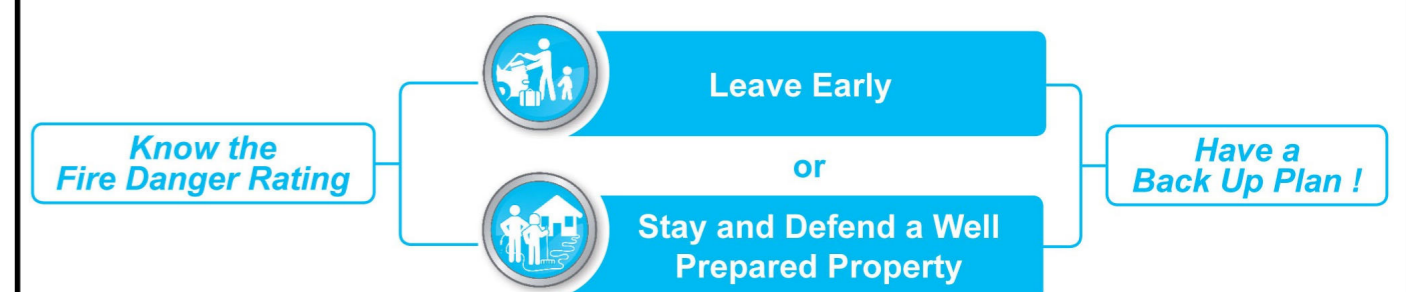 Know the
Fire Danger Rating
Leave Early
or
Stay and Defend a Well
Prepared Property
Have a
Back Up Plan !